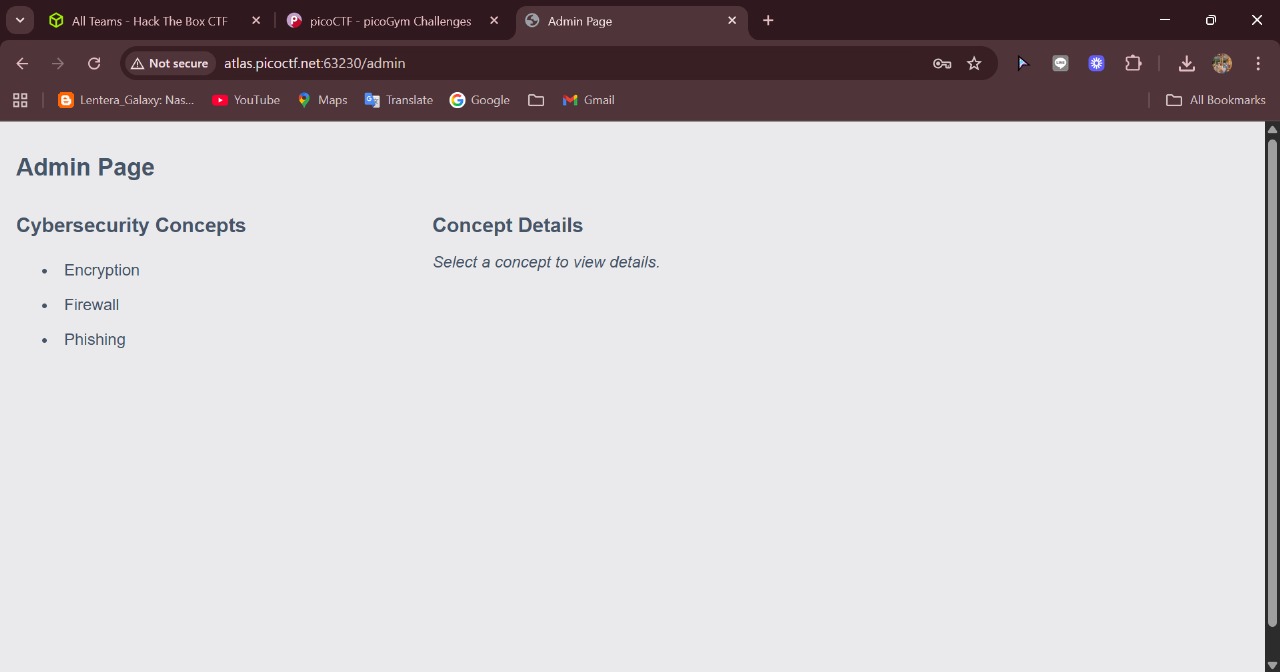 All Teams - Hack The Box CTF
picoCTF - picoGym Challenges
Admin Page
Not secure
atlas.picoctf.net:63230/admin
Lentera_Galaxy: Nas...
YouTube
Maps
Translate
Google
Gmail
All Bookmarks
Admin Page
Cybersecurity Concepts
Encryption
Firewall
Phishing
Concept Details
Select a concept to view details.